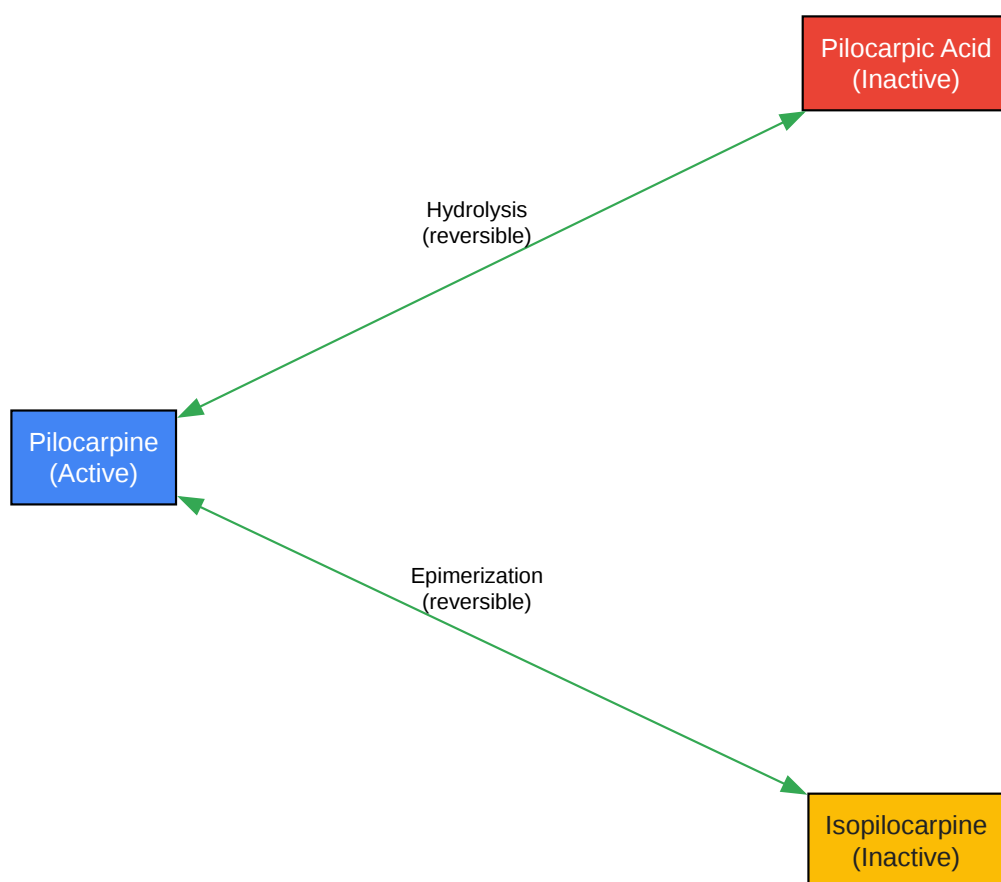 Pilocarpic Acid
(Inactive)
Hydrolysis
(reversible)
Pilocarpine
(Active)
Epimerization
(reversible)
Isopilocarpine
(Inactive)